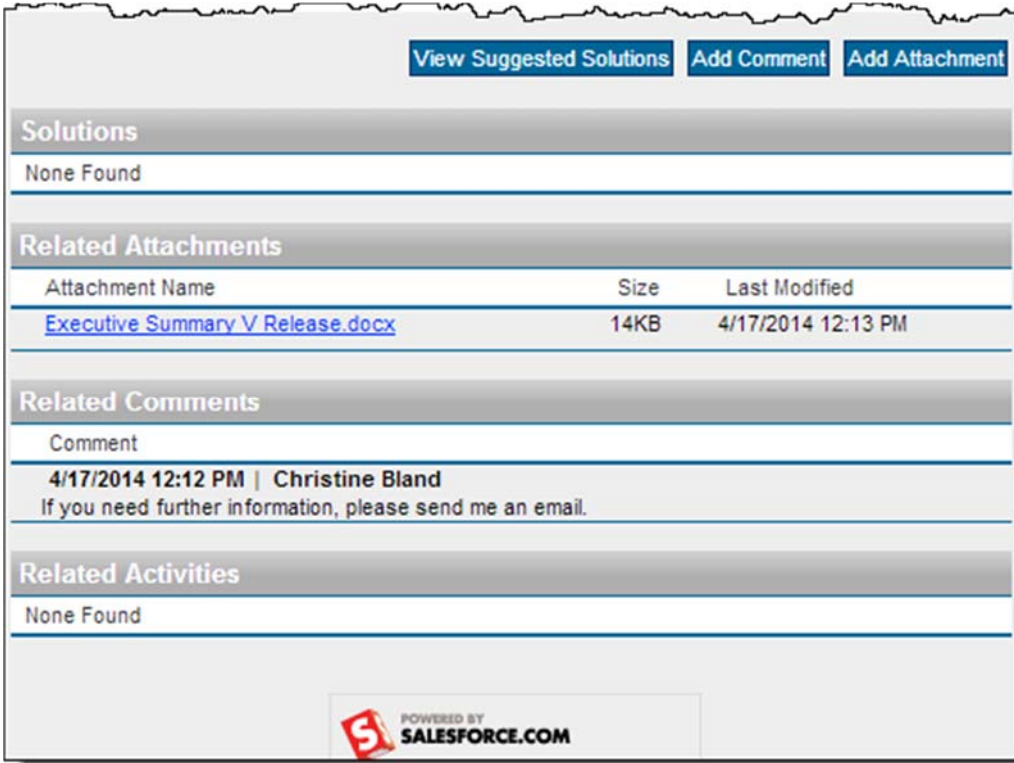 View Suggested Solutions Add Comment Add Attachment
Solutions
None Found
Related Attachments
Attachment Name Size Last Modified
Executive Summary V Release.docx 14KB 4/17/2014 12:13 PM
Related Comments
Comment
4/17/2014 12:12 PM | Christine Bland
If you need further information, please send me an email.
Related Activities
None Found
POWERED BY
SALESFORCE.COM